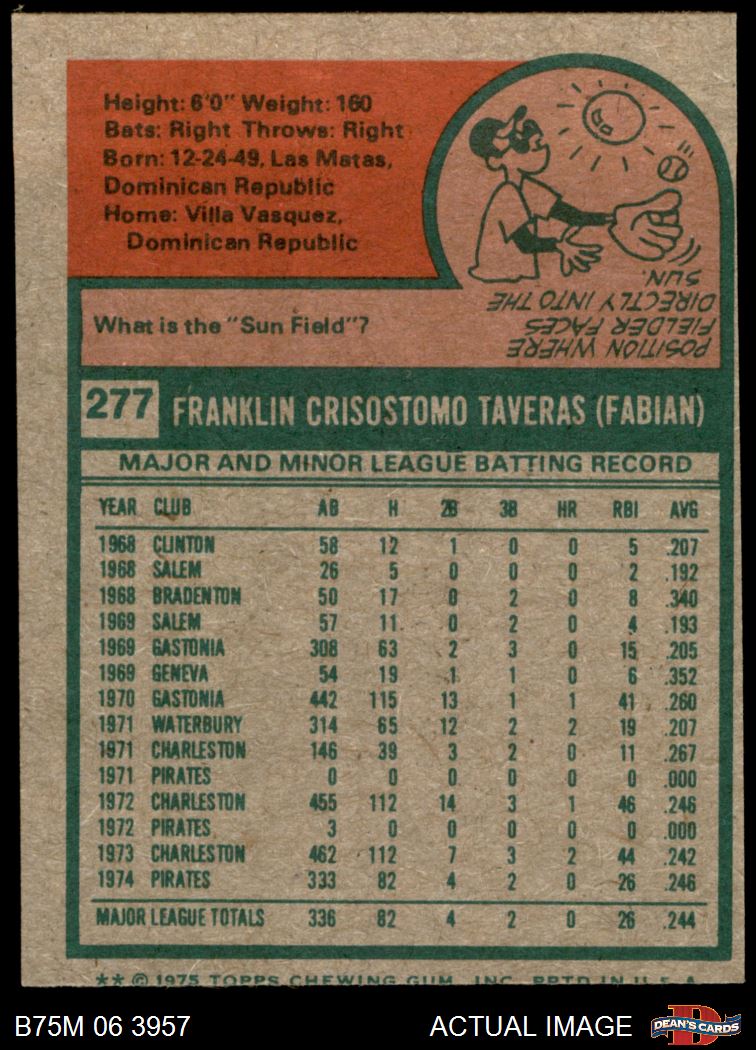 Height: 6'0" Weight: 160
Bats: Right Throws: Right
Born: 12-24-49, Las Matas,
Dominican Republic
Home: Villa Vasquez,
Dominican Republic
What is the "Sun Field"?
POSITION WHERE
FIELDER FACES
DIRECTLY INTO THE
SUN.
277 FRANKLIN CRISOSTOMO TAVERAS (FABIAN)
MAJOR AND MINOR LEAGUE BATTING RECORD
YEAR CLUB AB H 2B 3B HR RBI AVG
1968 CLINTON 58 12 1 0 0 5 .207
1968 SALEM 26 5 0 0 0 2 .192
1968 BRADENTON 50 17 0 2 0 8 .340
1969 SALEM 57 11 0 2 0 4 .193
1969 GASTONIA 308 63 2 3 0 15 .205
1969 GENEVA 54 19 1 1 0 6 .352
1970 GASTONIA 442 115 13 1 1 41 .260
1971 WATERBURY 314 65 12 2 2 19 .207
1971 CHARLESTON 146 39 3 2 0 11 .267
1971 PIRATES 0 0 0 0 0 0 .000
1972 CHARLESTON 455 112 14 3 1 46 .246
1972 PIRATES 3 0 0 0 0 0 .000
1973 CHARLESTON 462 112 7 3 2 44 .242
1974 PIRATES 333 82 4 2 0 26 .246
MAJOR LEAGUE TOTALS 336 82 4 2 0 26 .244
** © 1975 TOPPS CHEWING GUM, INC. PRTD IN U.S.A.
B75M 06 3957 ACTUAL IMAGE DEAN'S CARDS